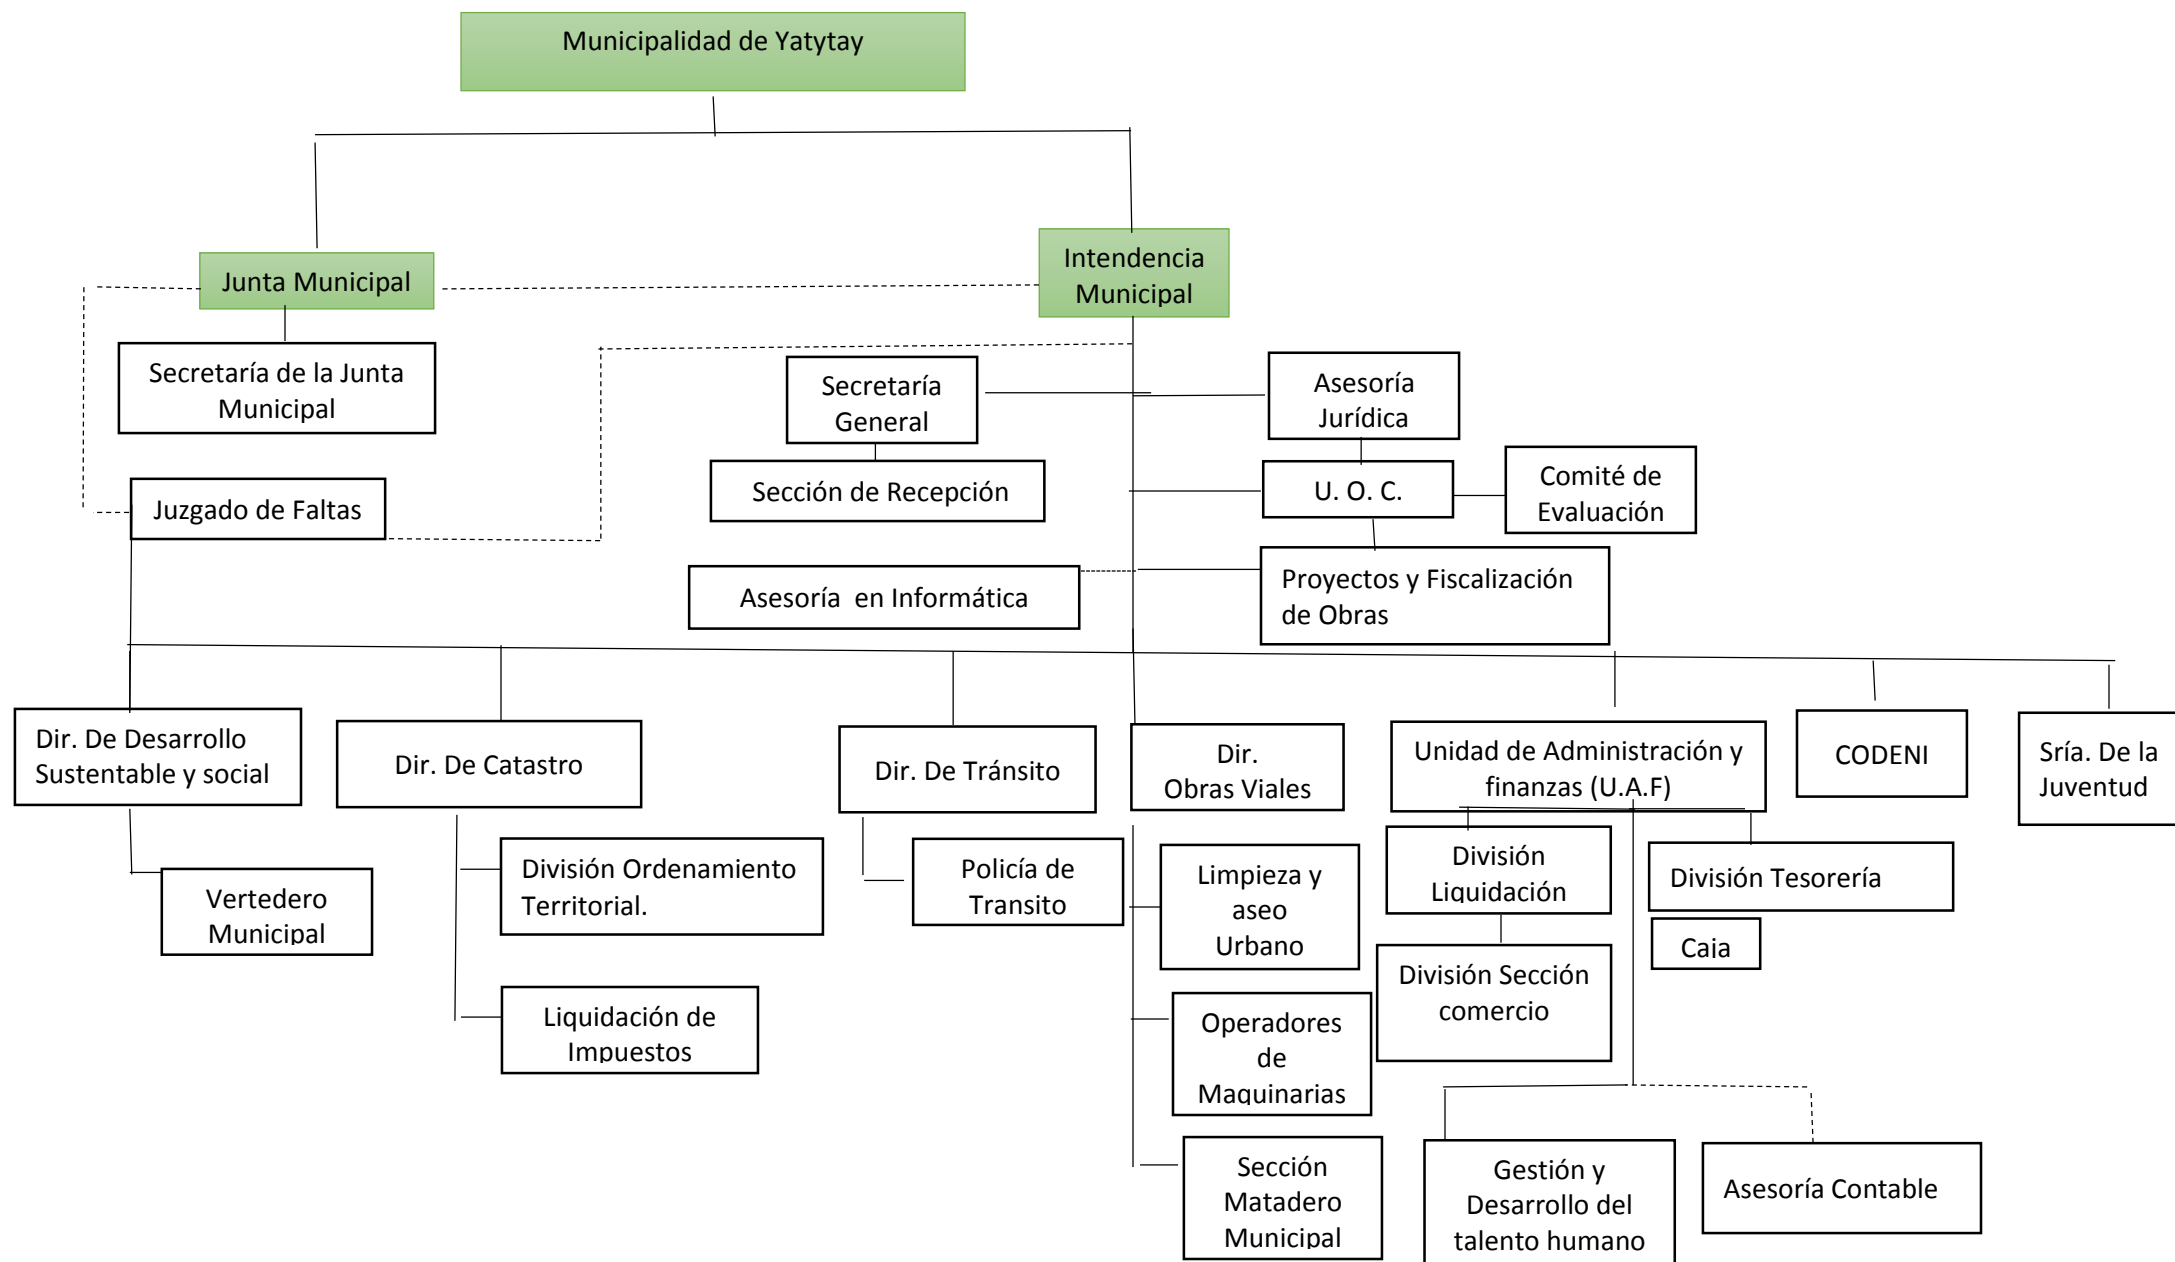 Municipalidad de Yatytay
Junta Municipal
Intendencia
Municipal
Secretaría de la Junta
Municipal
Secretaría
General
Asesoría
Jurídica
Sección de Recepción
U. O. C.
Comité de
Evaluación
Juzgado de Faltas
Asesoría en Informática
Proyectos y Fiscalización
de Obras
Dir. De Desarrollo
Sustentable y social
Dir. De Catastro
Dir. De Tránsito
Dir.
Obras Viales
Unidad de Administración y
finanzas (U.A.F)
CODENI
Sría. De la
Juventud
Vertedero
Municipal
División Ordenamiento
Territorial.
Policía de
Transito
Limpieza y
aseo
Urbano
División
Liquidación
División Tesorería
Caja
División Sección
comercio
Liquidación de
Impuestos
Operadores
de
Maquinarias
Sección
Matadero
Municipal
Gestión y
Desarrollo del
talento humano
Asesoría Contable